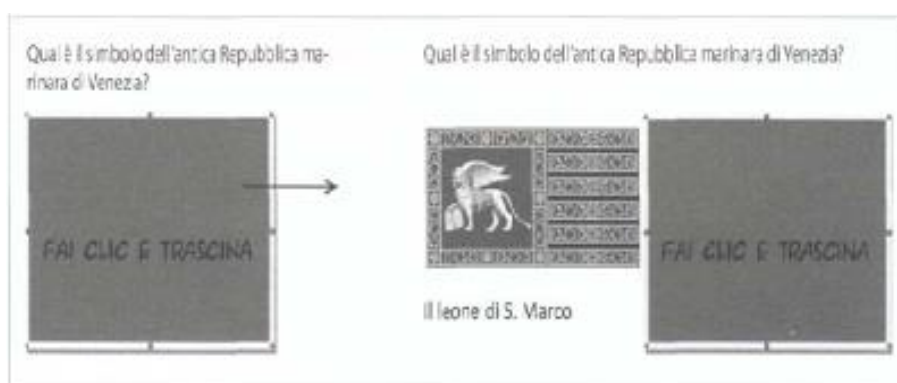 Qual è il simbolo dell'antica Repubblica ma-
rinara di Venezia?
FAI CLIC E TRASCINA
Qual è il simbolo dell'antica Repubblica marinara di Venezia?
Il leone di S. Marco
FAI CLIC E TRASCINA